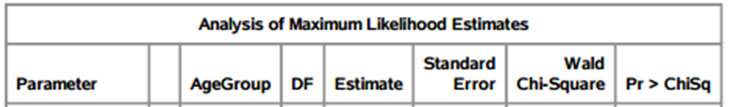 Analysis of Maximum Likelihood Estimates
Parameter AgeGroup DF Estimate Standard Error Wald Chi-Square Pr > ChiSq